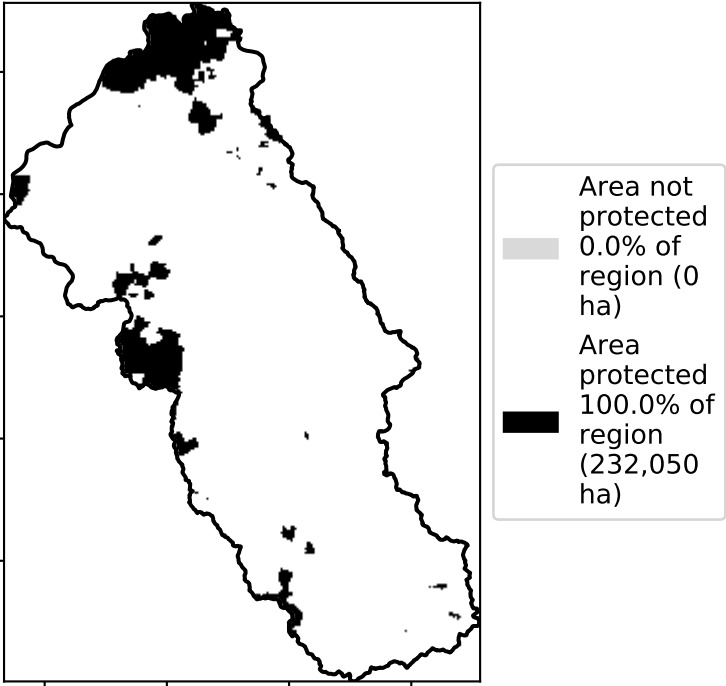 Area not
protected
0.0% of
region (0
ha)
Area
protected
100.0% of
region
(232,050
ha)